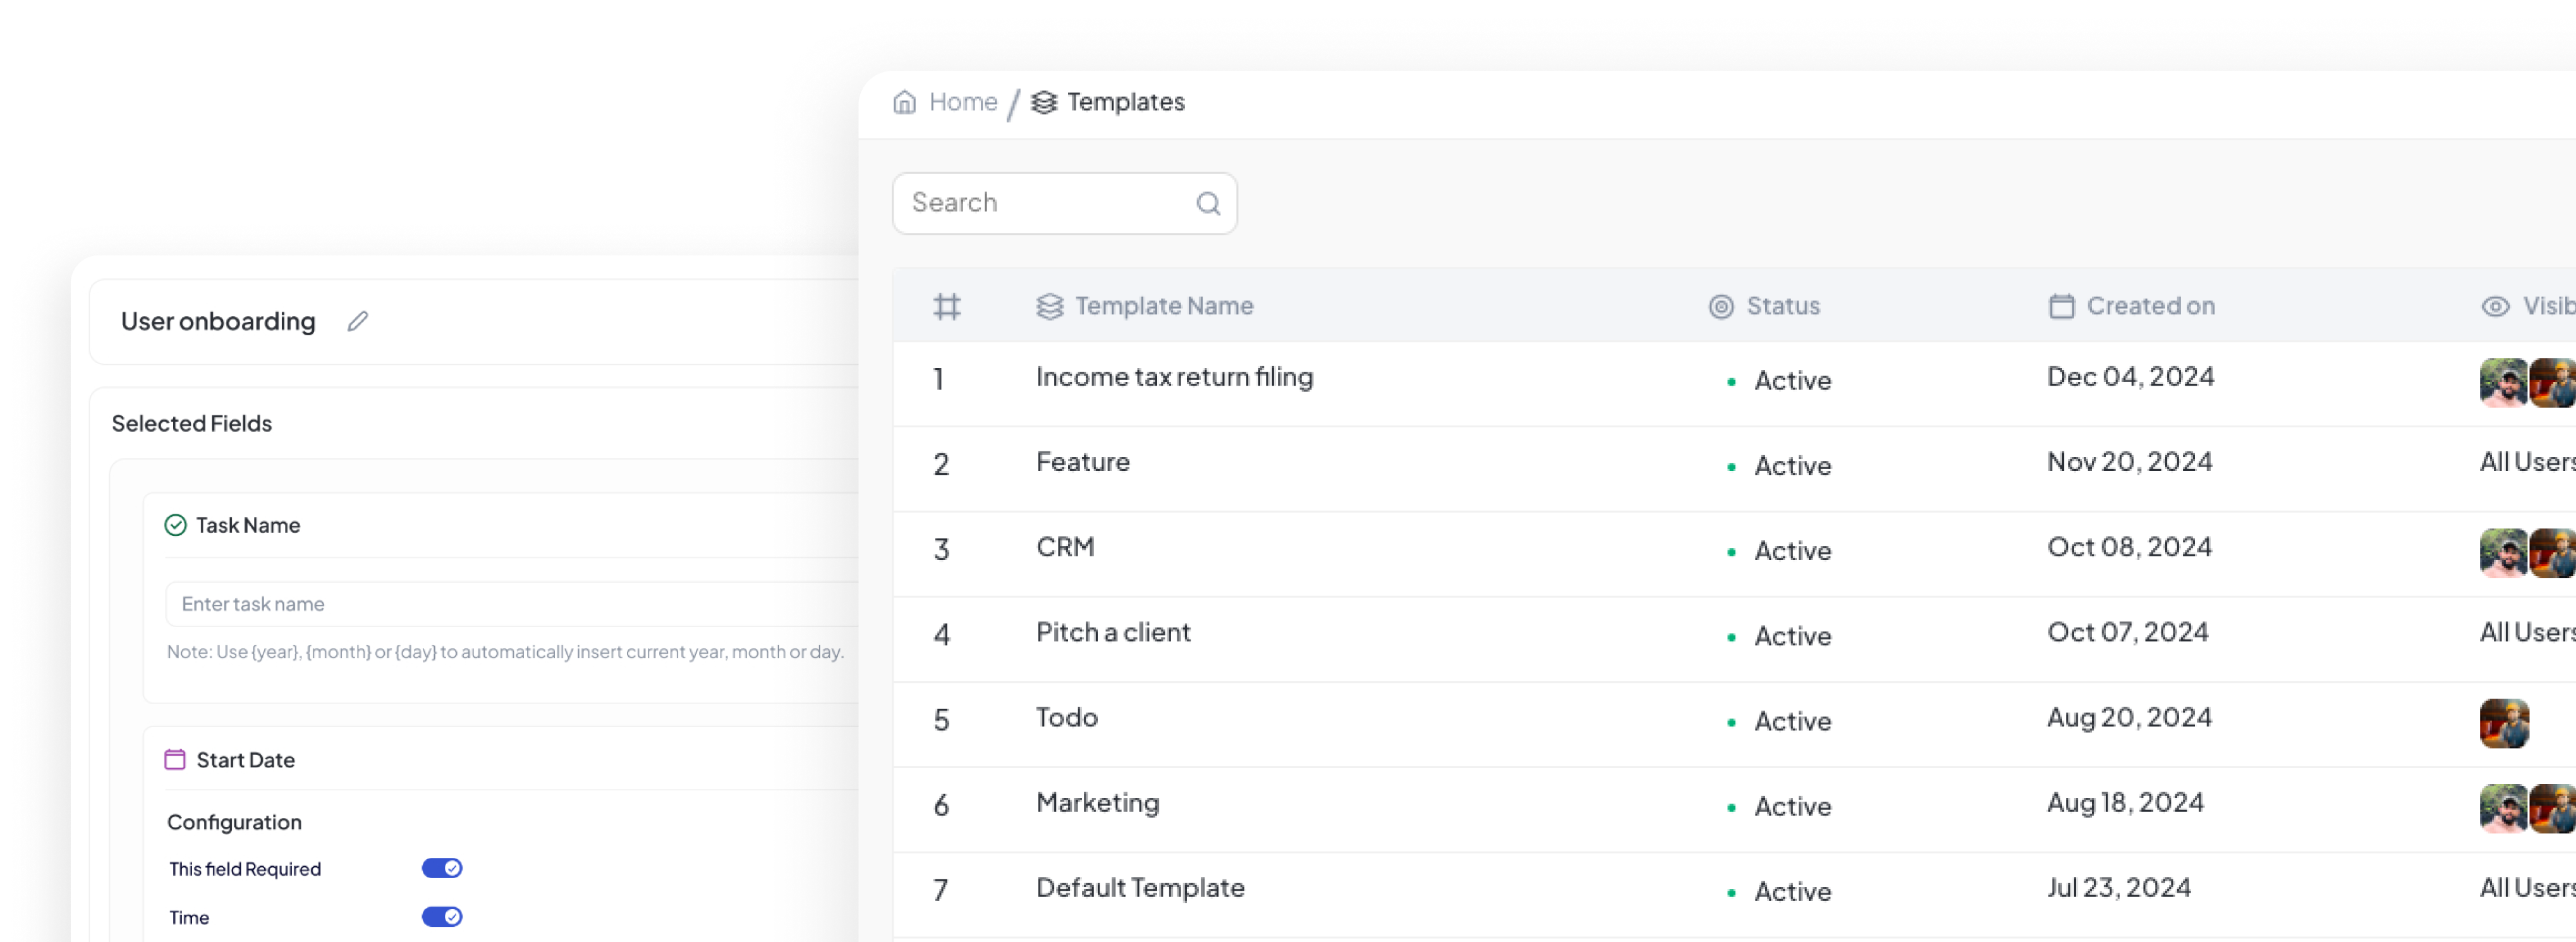 Home / Templates
Search
Template Name Status Created on
1 Income tax return filing Active Dec 04, 2024
2 Feature Active Nov 20, 2024 All Users
3 CRM Active Oct 08, 2024
4 Pitch a client Active Oct 07, 2024 All Users
5 Todo Active Aug 20, 2024
6 Marketing Active Aug 18, 2024
7 Default Template Active Jul 23, 2024 All Users
User onboarding
Selected Fields
Task Name
Enter task name
Note: Use {year}, {month} or {day} to automatically insert current year, month or day.
Start Date
Configuration
This field Required
Time